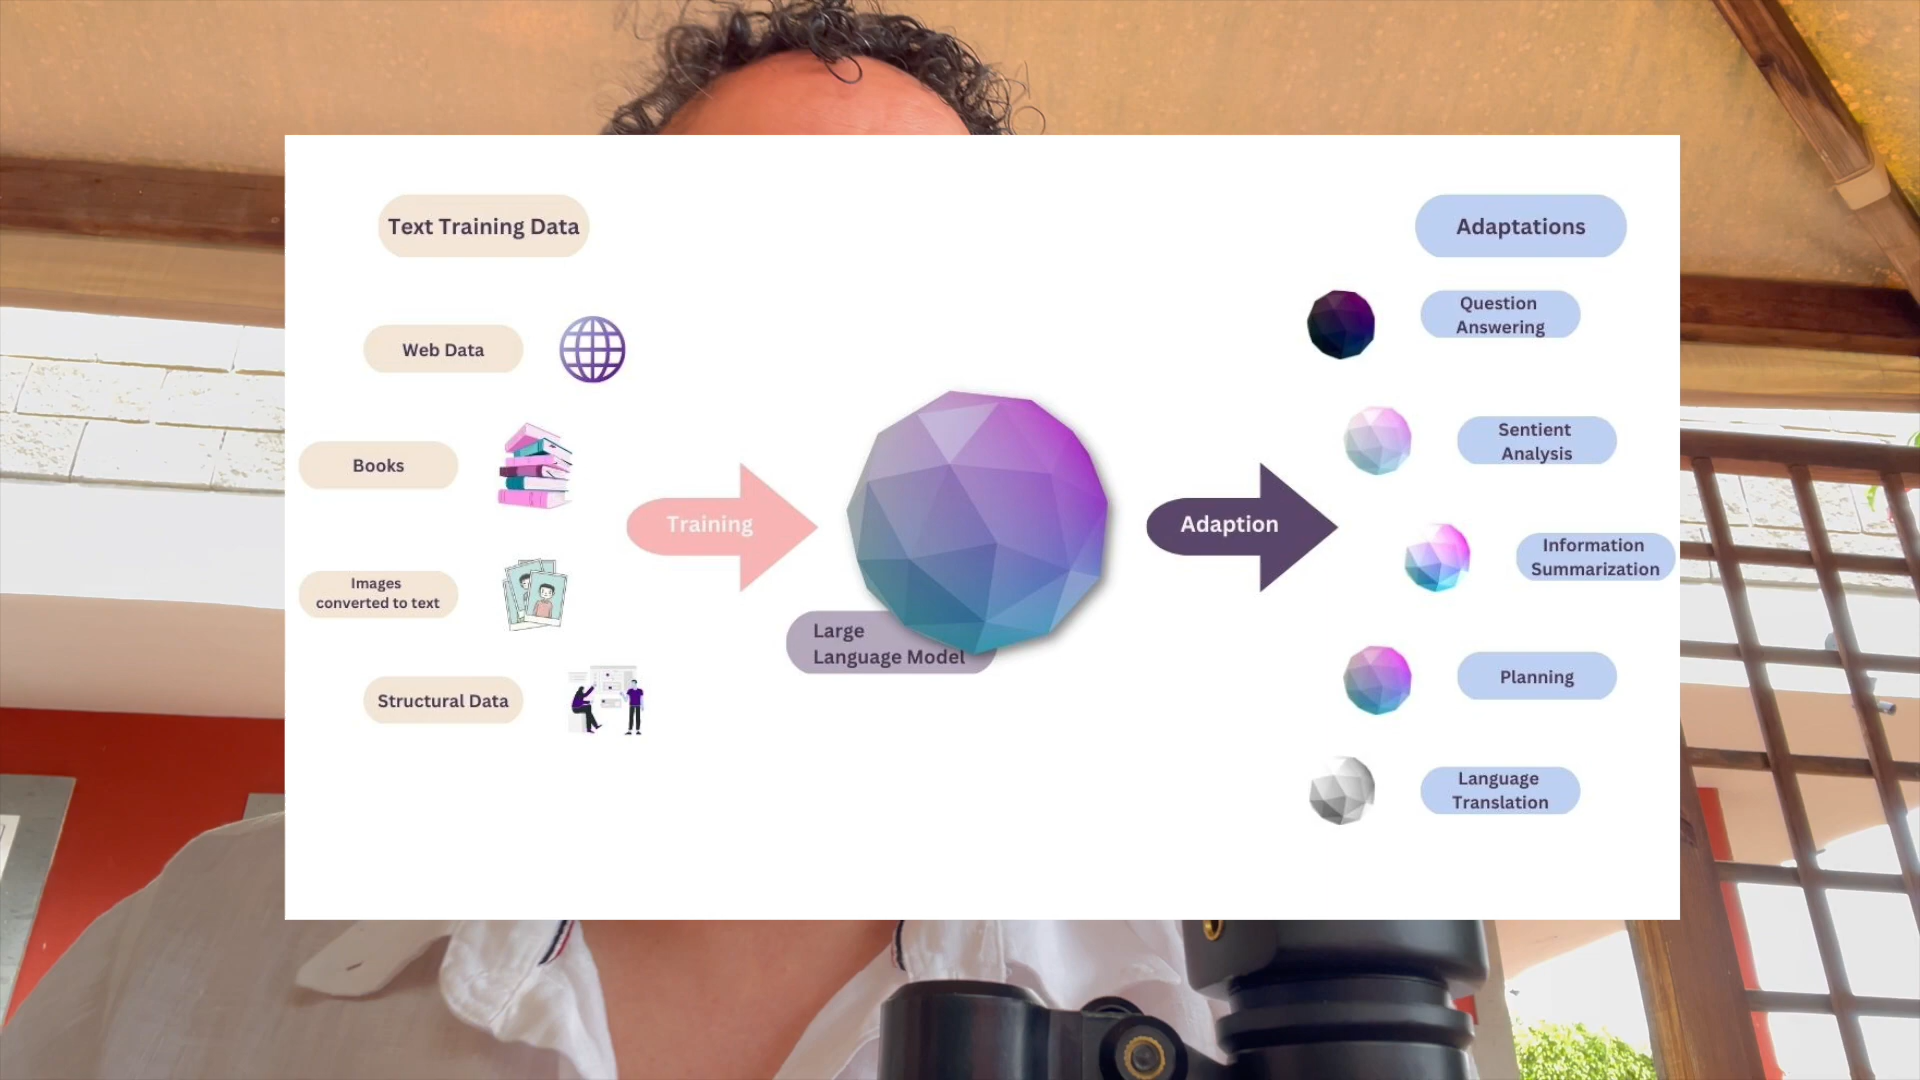 Text Training Data
Web Data
Books
Images
converted to text
Structural Data
Training
Large
Language Model
Adaption
Adaptations
Question
Answering
Sentient
Analysis
Information
Summarization
Planning
Language
Translation